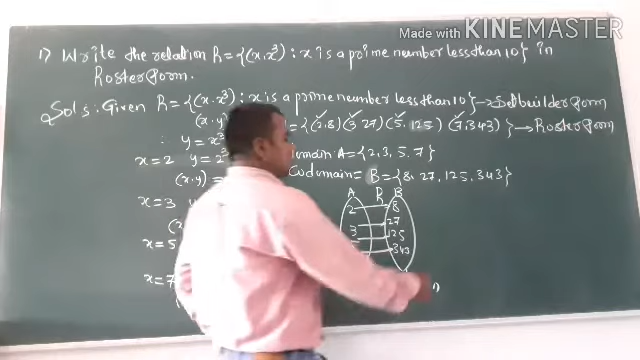 Made with KINEMASTER
1) Write the relation R = {(x, x³) : x is a prime number less than 10} in
Roster form.
Sol's : Given R = {(x, x³) : x is a prime number less than 10} → Set builder form
(x, y) = {(2, 8) (3 27) (5, 125) (7, 343)} → Roster form
∴ y = x³
Domain A = {2, 3, 5, 7}
x = 2 y = 2³
Codomain = B = {8, 27, 125, 343}
(x, y) =
A R B
x = 3
2 8
27
3 125
x = 5
343
x = 7